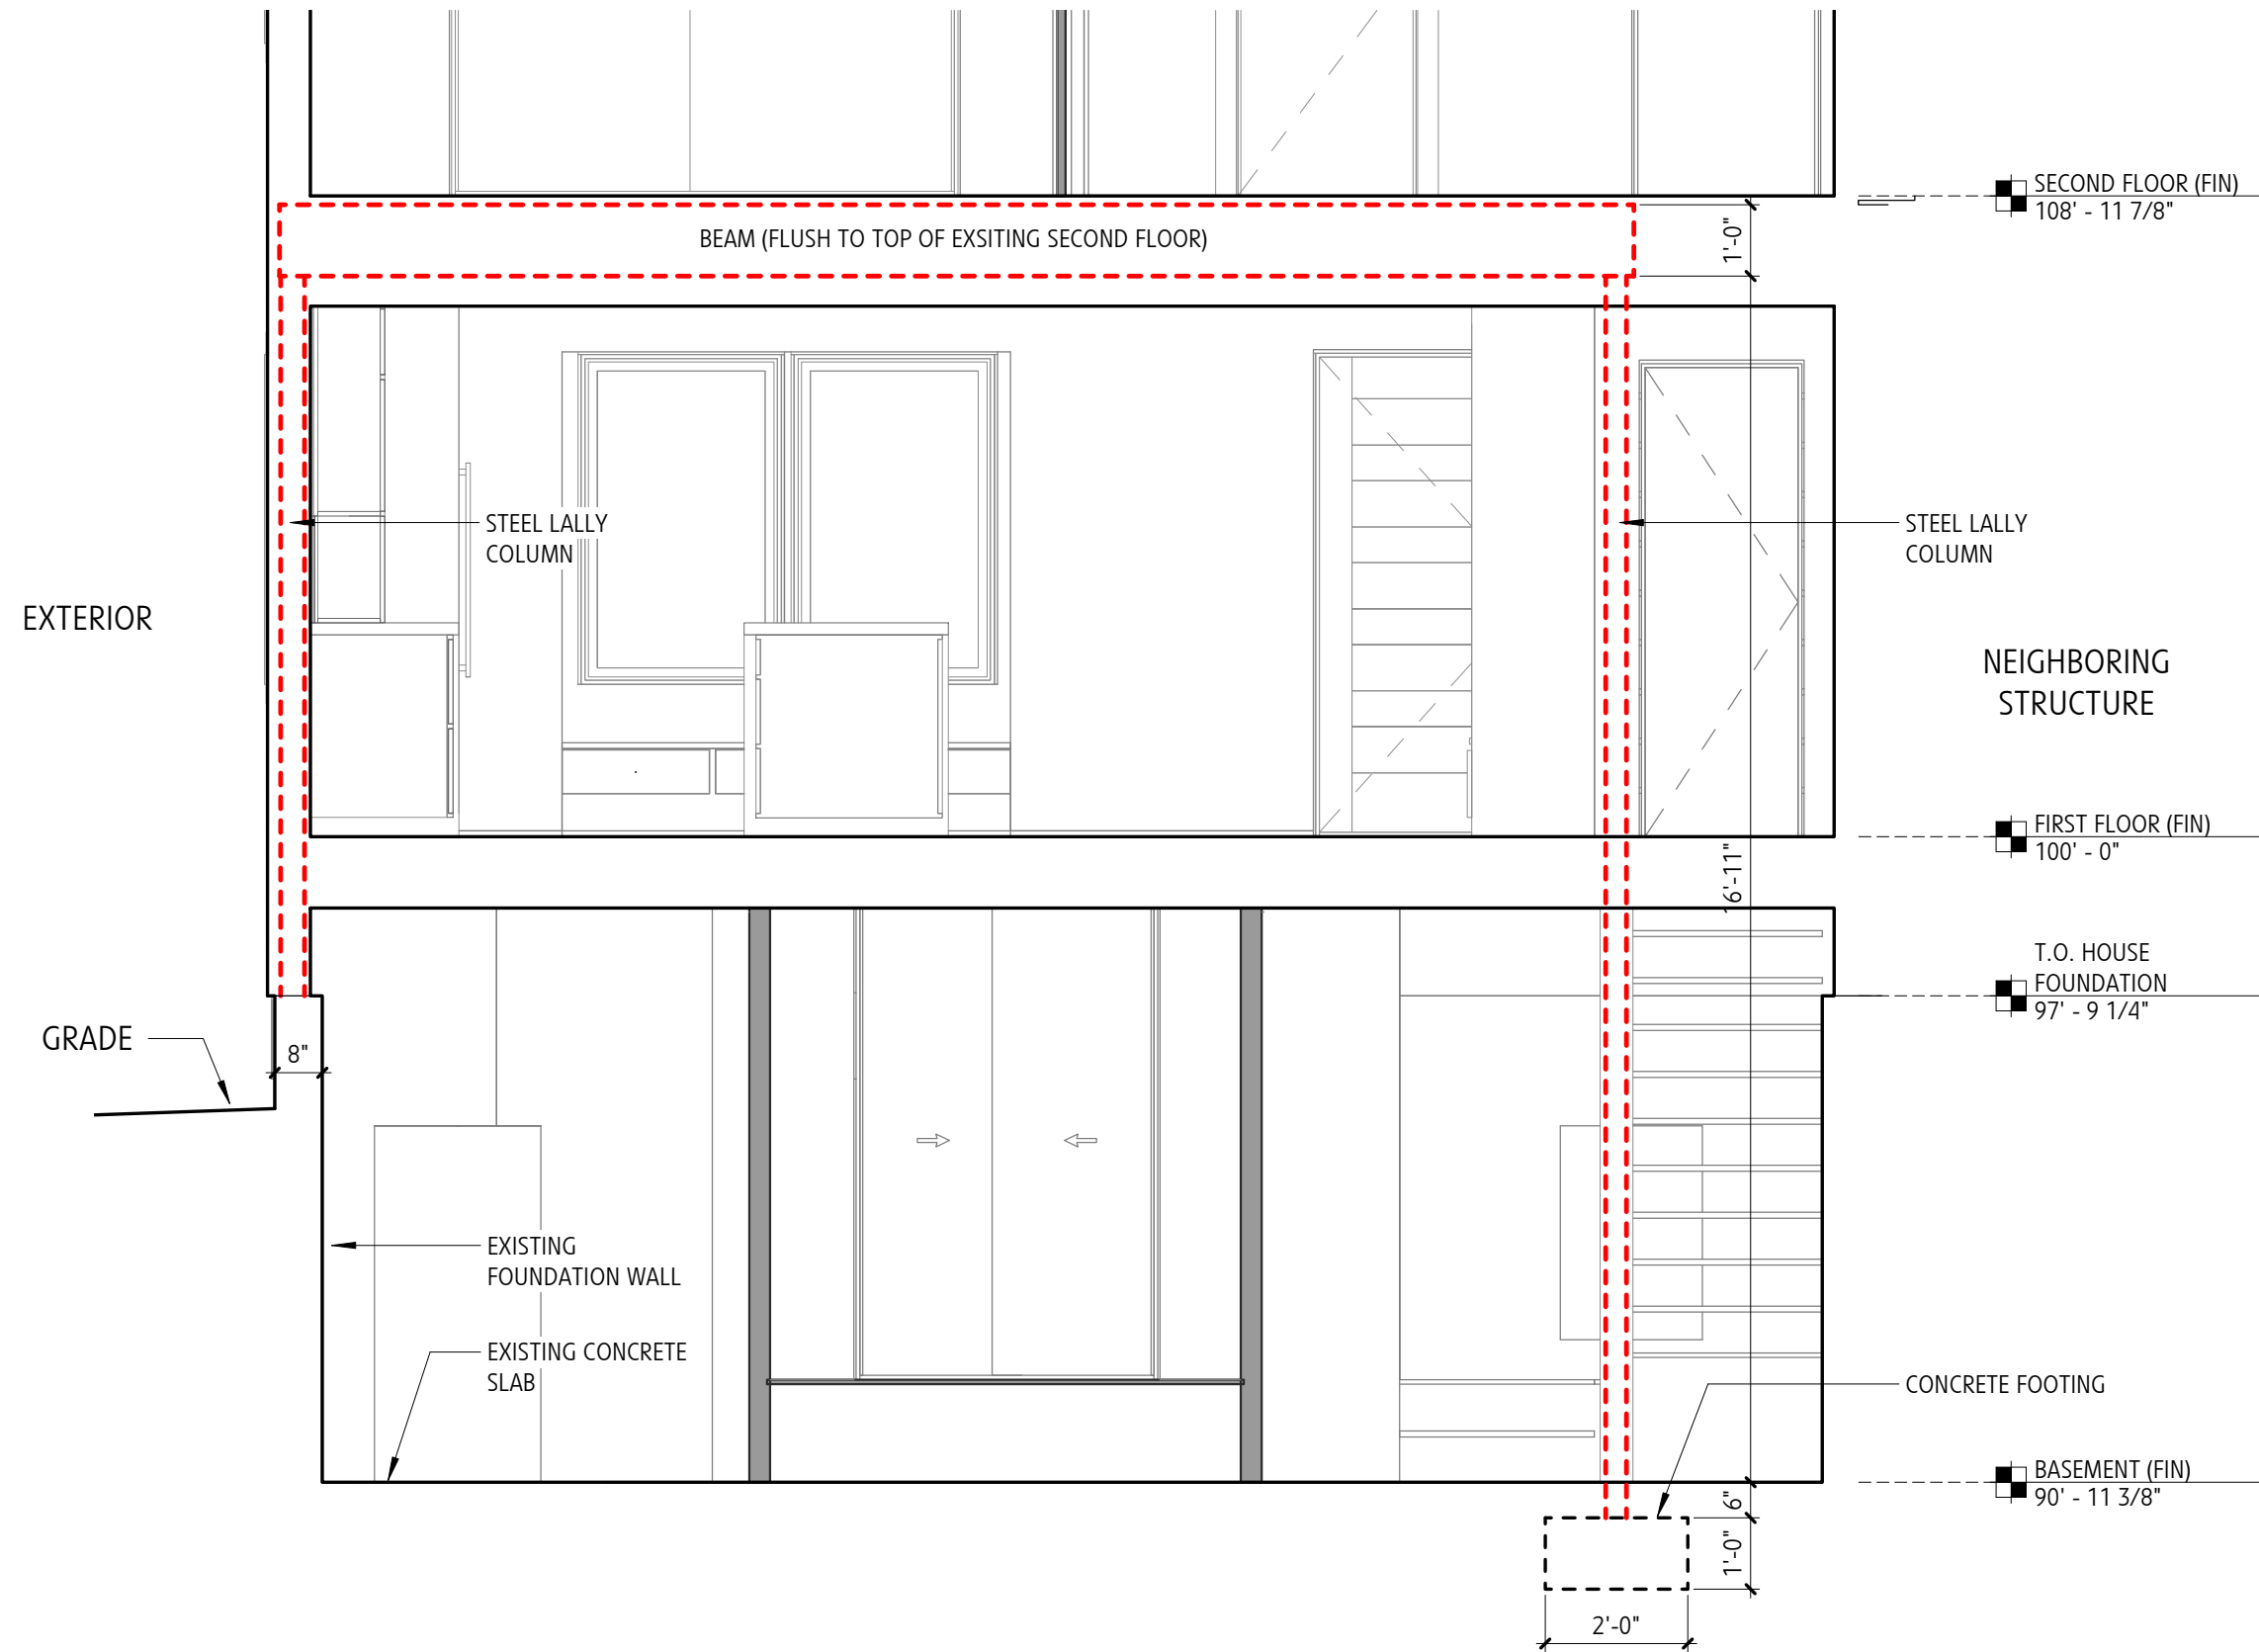 SECOND FLOOR (FIN)
108' - 11 7/8"
BEAM (FLUSH TO TOP OF EXSITING SECOND FLOOR)
1'-0"
STEEL LALLY
COLUMN
STEEL LALLY
COLUMN
EXTERIOR
NEIGHBORING
STRUCTURE
FIRST FLOOR (FIN)
100' - 0"
16'-11"
T.O. HOUSE
FOUNDATION
97' - 9 1/4"
GRADE
8"
EXISTING
FOUNDATION WALL
EXISTING CONCRETE
SLAB
CONCRETE FOOTING
BASEMENT (FIN)
90' - 11 3/8"
6"
1'-0"
2'-0"